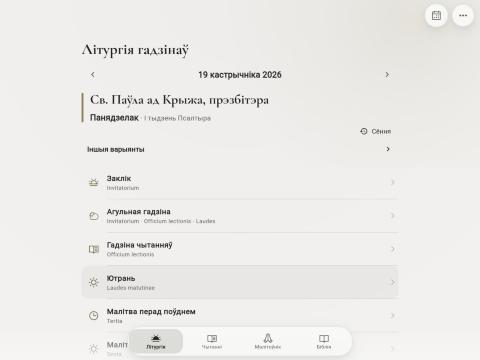 Літургія гадзінаў
19 кастрычніка 2026
Св. Паўла ад Крыжа, прэзбітэра
Панядзелак · I тыдзень Псалтыра
Сёння
Іншыя варыянты
Заклік
Invitatorium
Агульная гадзіна
Invitatorium · Officium lectionis · Laudes
Гадзіна чытанняў
Officium lectionis
Ютрань
Laudes matutinae
Малітва перад поўднем
Tertia
Sexta
Літургія
Чытанні
Малітоўнік
Біблія